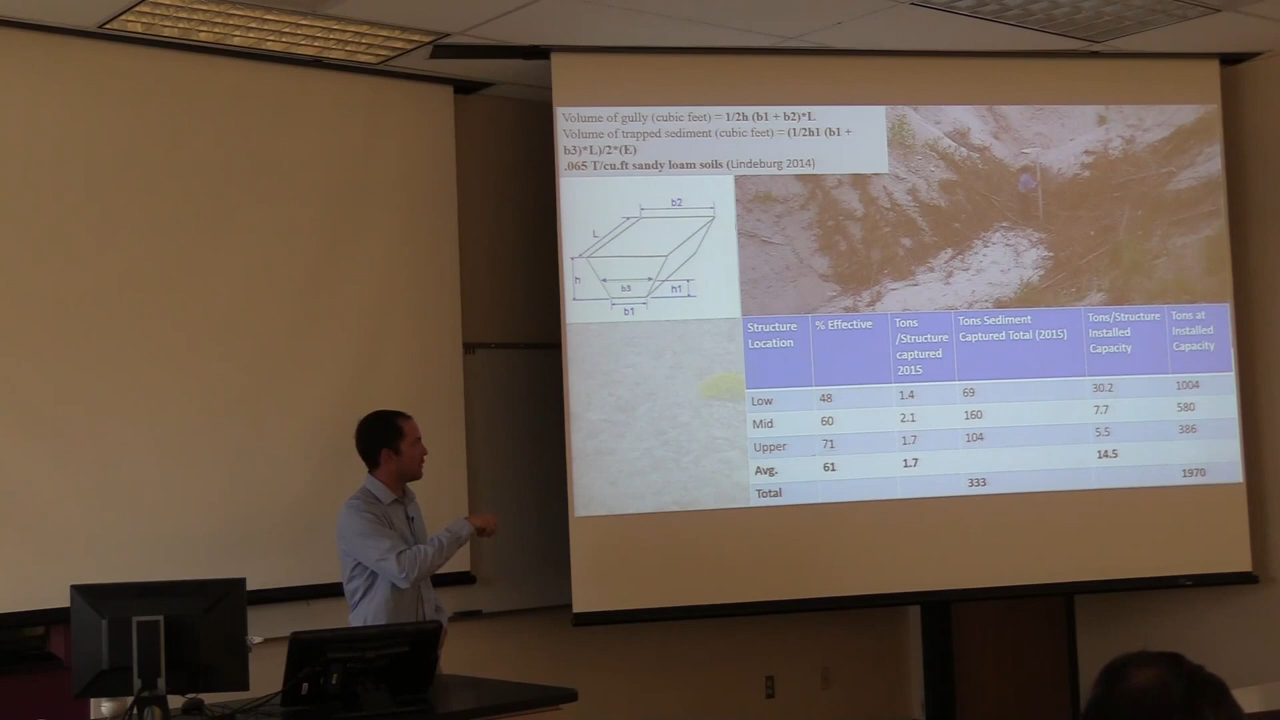 Volume of gully (cubic feet) = 1/2h (b1 + b2)*L
Volume of trapped sediment (cubic feet) = (1/2h1 (b1 +
b3)*L)/2*(E)
.065 T/cu.ft sandy loam soils (Lindeburg 2014)
b2
L
h
b3
h1
b1
Structure Location % Effective Tons /Structure captured 2015 Tons Sediment Captured Total (2015) Tons/Structure Installed Capacity Tons at Installed Capacity
Low 48 1.4 69 30.2 1004
Mid 60 2.1 160 7.7 580
Upper 71 1.7 104 5.5 386
Avg. 61 1.7 14.5
Total 333 1970